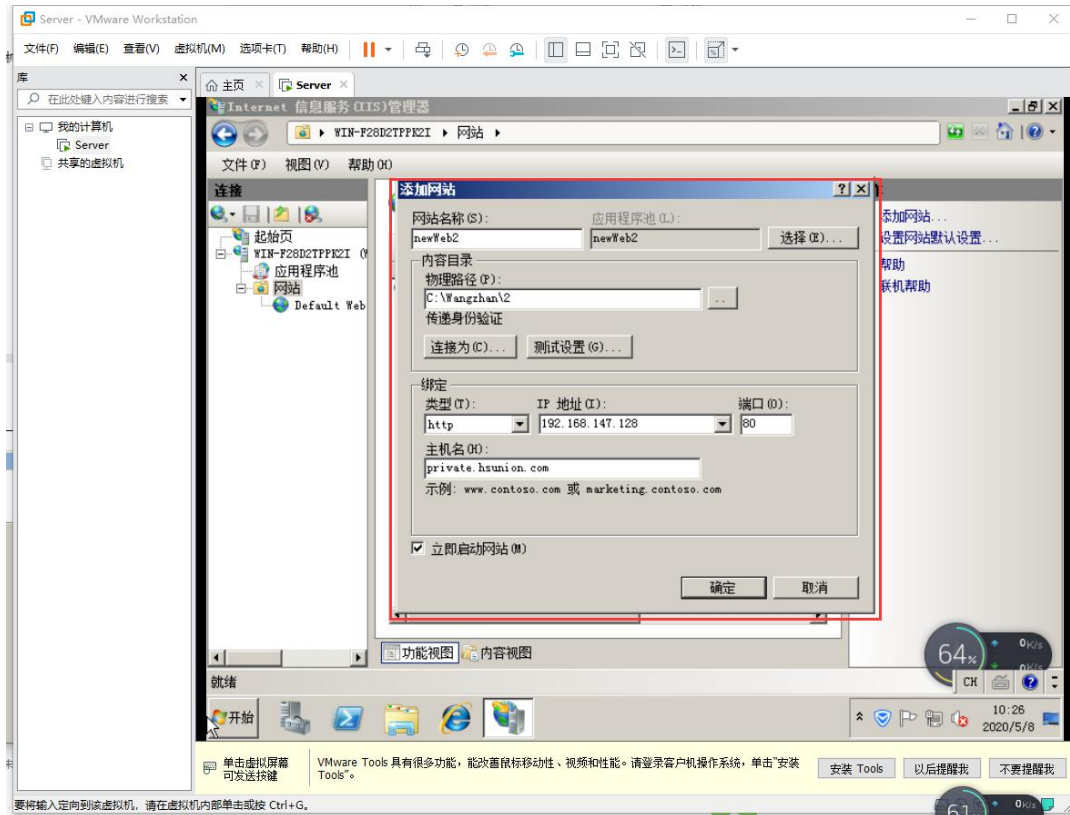 Server - VMware Workstation
文件(F) 编辑(E) 查看(V) 虚拟机(M) 选项卡(T) 帮助(H)
库
在此处键入内容进行搜索
我的计算机
Server
共享的虚拟机
主页 Server
Internet 信息服务(IIS)管理器
WIN-F28D2TPPK2I 网站
文件(F) 视图(V) 帮助(H)
连接
起始页
WIN-F28D2TPPK2I (W
应用程序池
网站
Default Web
添加网站
网站名称(S): 应用程序池(L):
newWeb2 newWeb2 选择(E)...
内容目录
物理路径(P):
C:\Wangzhan\2 ..
传递身份验证
连接为(C)... 测试设置(G)...
绑定
类型(T): IP 地址(I): 端口(O):
http 192.168.147.128 80
主机名(H):
private.hsunion.com
示例: www.contoso.com 或 marketing.contoso.com
立即启动网站(M)
确定 取消
添加网站...
设置网站默认设置...
帮助
联机帮助
功能视图 内容视图
就绪
64% 0K/s
0K/s
CH
开始
10:26
2020/5/8
单击虚拟屏幕
可发送按键
VMware Tools 具有很多功能，能改善鼠标移动性、视频和性能。请登录客户机操作系统，单击"安装
Tools"。
安装 Tools 以后提醒我 不要提醒我
要将输入定向到该虚拟机，请在虚拟机内部单击或按 Ctrl+G。
61 0K/s